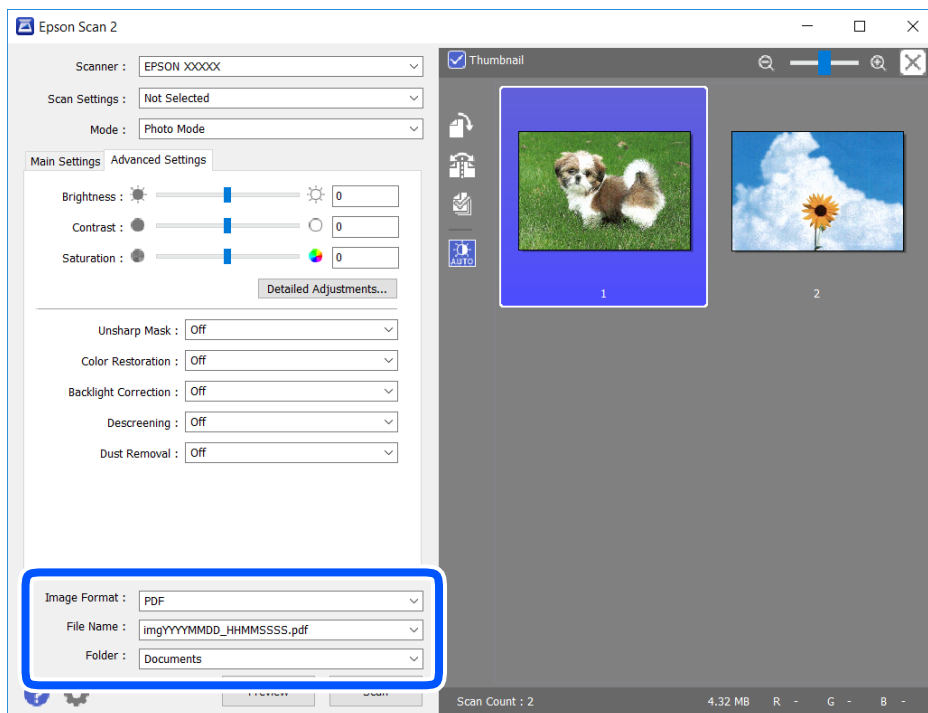 Epson Scan 2
Scanner : EPSON XXXXX
Scan Settings : Not Selected
Mode : Photo Mode
Main Settings Advanced Settings
Brightness : 0
Contrast : 0
Saturation : 0
Detailed Adjustments...
Unsharp Mask : Off
Color Restoration : Off
Backlight Correction : Off
Descreening : Off
Dust Removal : Off
Image Format : PDF
File Name : imgYYYYMMDD_HHMMSSSS.pdf
Folder : Documents
Preview Scan
Thumbnail
AUTO
1 2
Scan Count : 2 4.32 MB R - G - B -